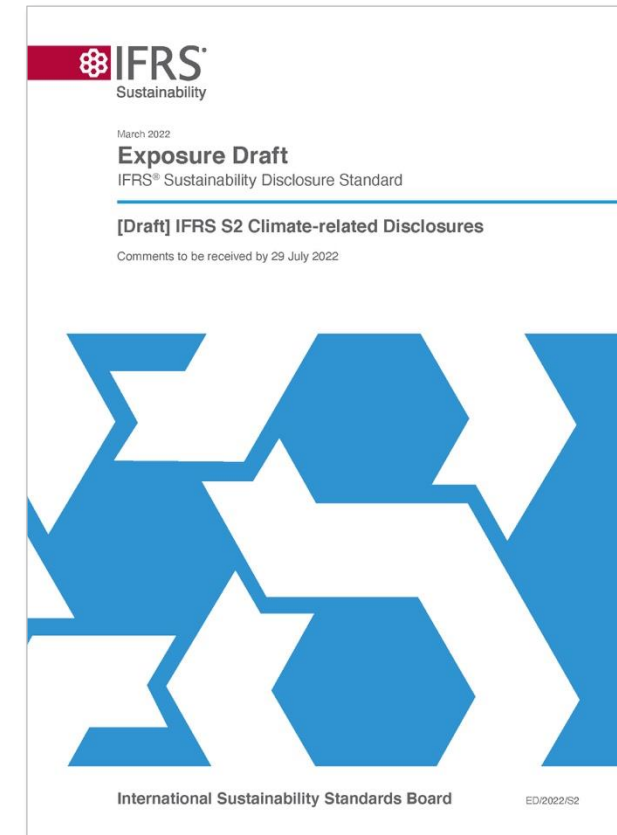 IFRS®
Sustainability
March 2022
Exposure Draft
IFRS® Sustainability Disclosure Standard
[Draft] IFRS S2 Climate-related Disclosures
Comments to be received by 29 July 2022
International Sustainability Standards Board
ED/2022/S2